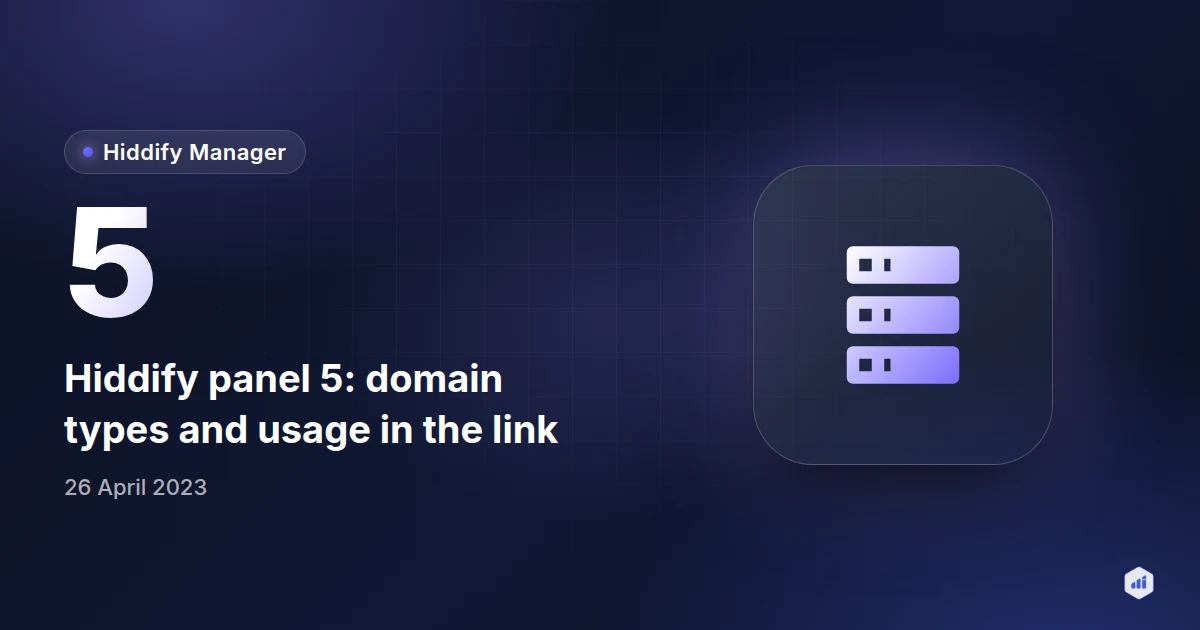 Hiddify Manager
5
Hiddify panel 5: domain
types and usage in the link
26 April 2023